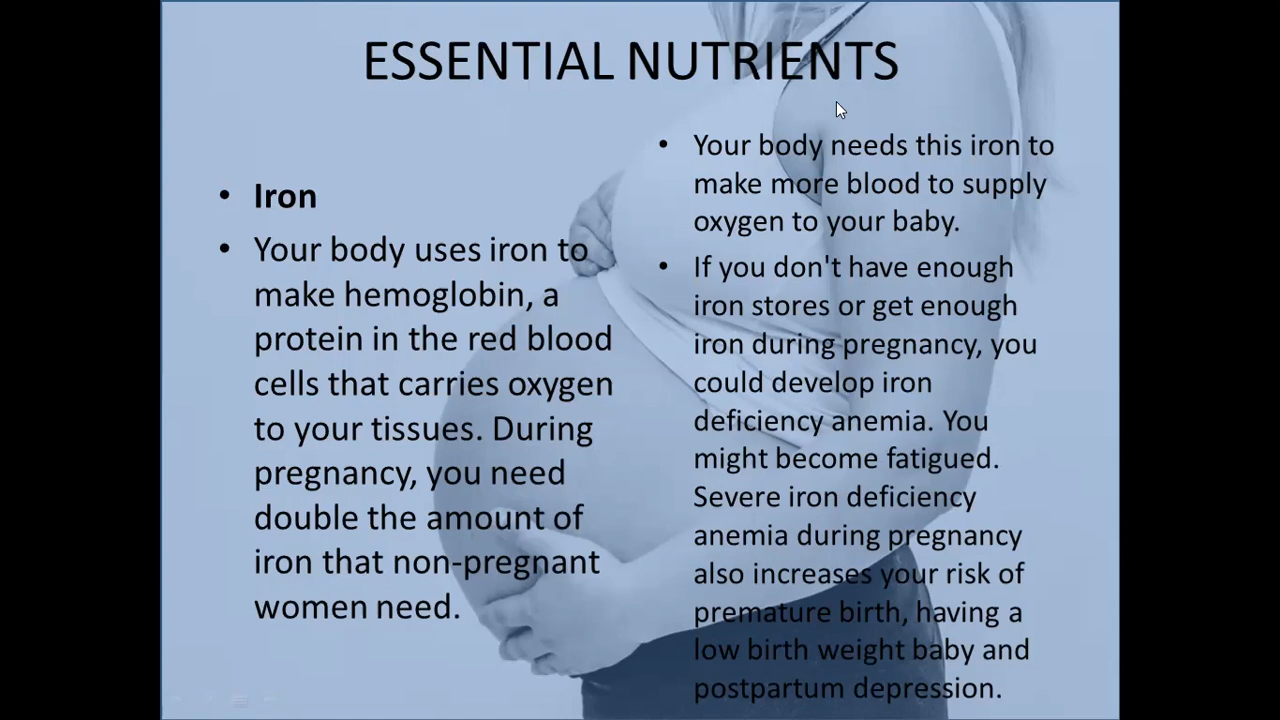 ESSENTIAL NUTRIENTS
• Iron
• Your body uses iron to
make hemoglobin, a
protein in the red blood
cells that carries oxygen
to your tissues. During
pregnancy, you need
double the amount of
iron that non-pregnant
women need.
• Your body needs this iron to
make more blood to supply
oxygen to your baby.
• If you don't have enough
iron stores or get enough
iron during pregnancy, you
could develop iron
deficiency anemia. You
might become fatigued.
Severe iron deficiency
anemia during pregnancy
also increases your risk of
premature birth, having a
low birth weight baby and
postpartum depression.